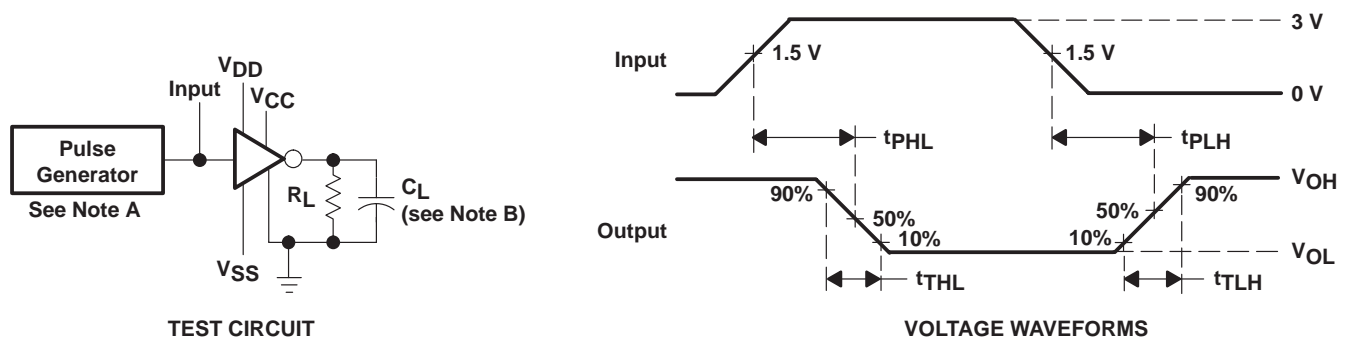 VDD
Input
VCC
Pulse
Generator
See Note A
RL
CL
(see Note B)
VSS
TEST CIRCUIT
3 V
Input
1.5 V
1.5 V
0 V
tPHL
tPLH
VOH
90%
90%
50%
50%
Output
10%
10%
VOL
tTHL
tTLH
VOLTAGE WAVEFORMS